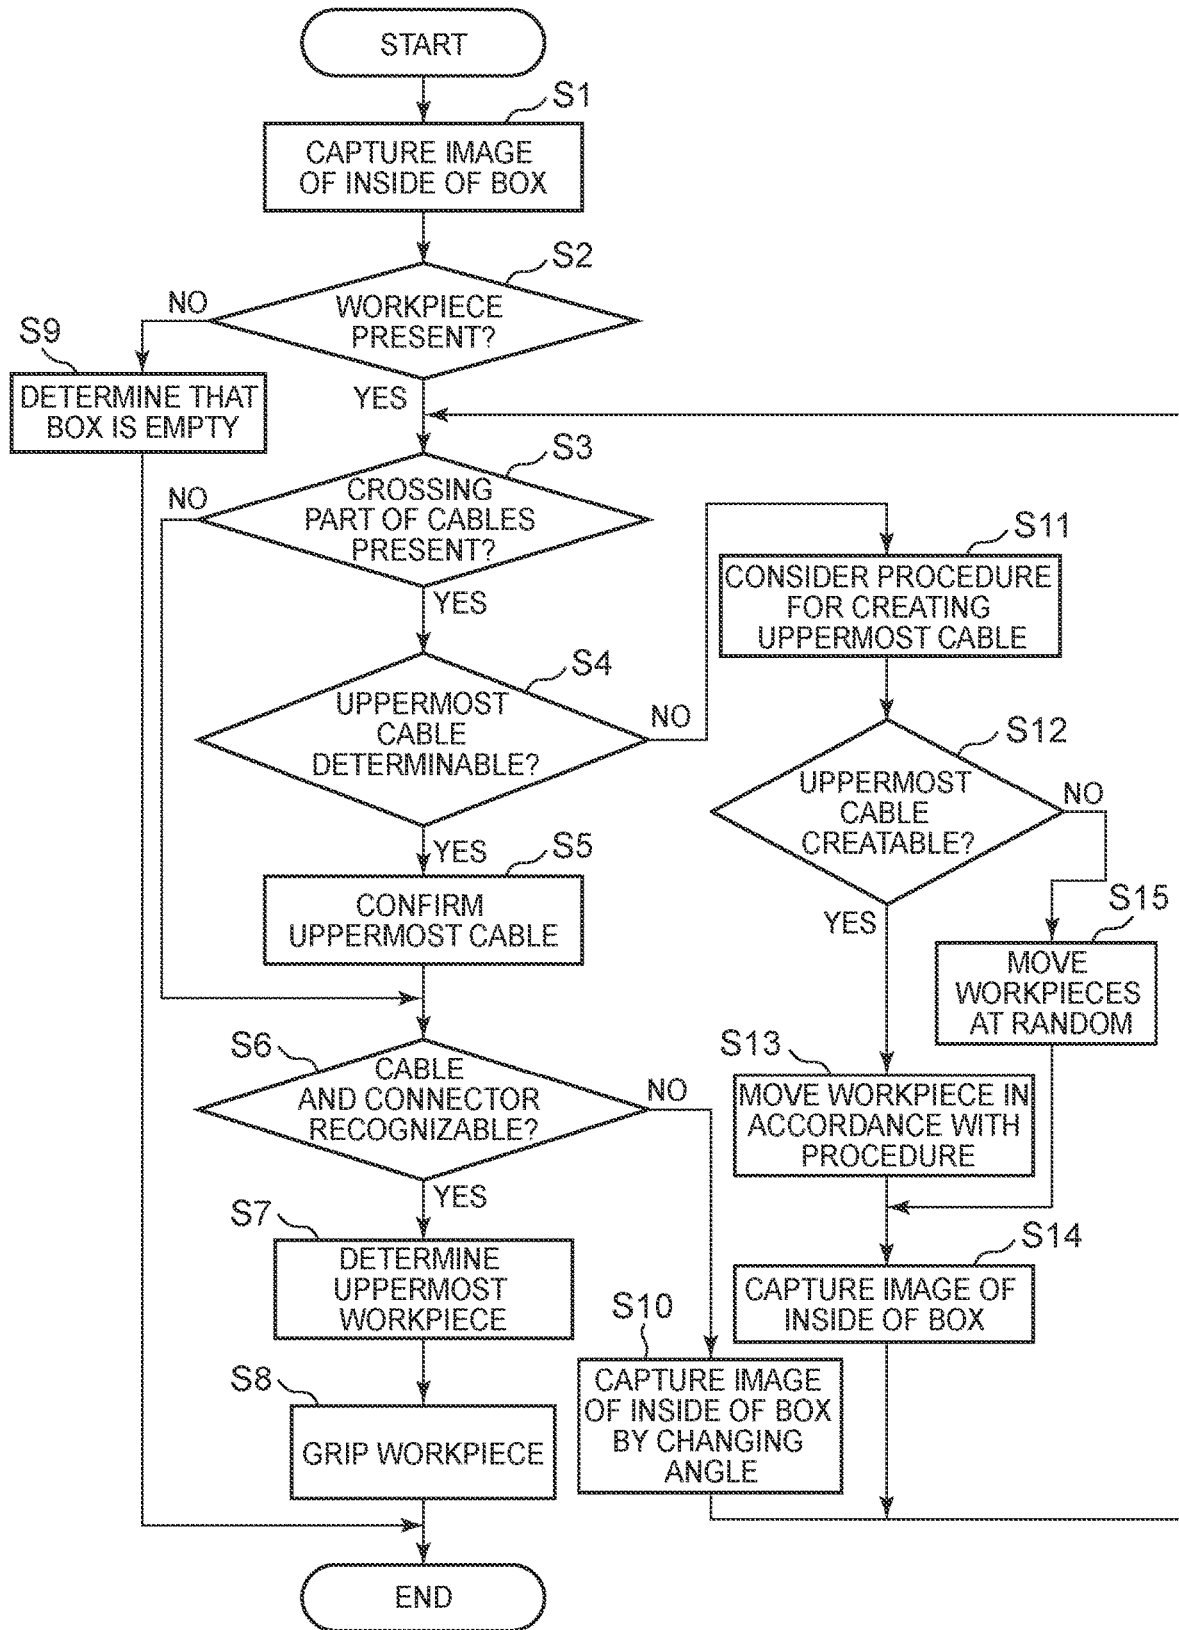 START
S1
CAPTURE IMAGE
OF INSIDE OF BOX
S2
WORKPIECE
PRESENT?
NO
YES
S9
DETERMINE THAT
BOX IS EMPTY
S3
CROSSING
PART OF CABLES
PRESENT?
NO
YES
S4
UPPERMOST
CABLE
DETERMINABLE?
NO
YES
S5
CONFIRM
UPPERMOST CABLE
S6
CABLE
AND CONNECTOR
RECOGNIZABLE?
NO
YES
S7
DETERMINE
UPPERMOST
WORKPIECE
S8
GRIP WORKPIECE
END
S10
CAPTURE IMAGE
OF INSIDE OF BOX
BY CHANGING
ANGLE
S11
CONSIDER PROCEDURE
FOR CREATING
UPPERMOST CABLE
S12
UPPERMOST
CABLE
CREATABLE?
NO
YES
S15
MOVE
WORKPIECES
AT RANDOM
S13
MOVE WORKPIECE IN
ACCORDANCE WITH
PROCEDURE
S14
CAPTURE IMAGE OF
INSIDE OF BOX